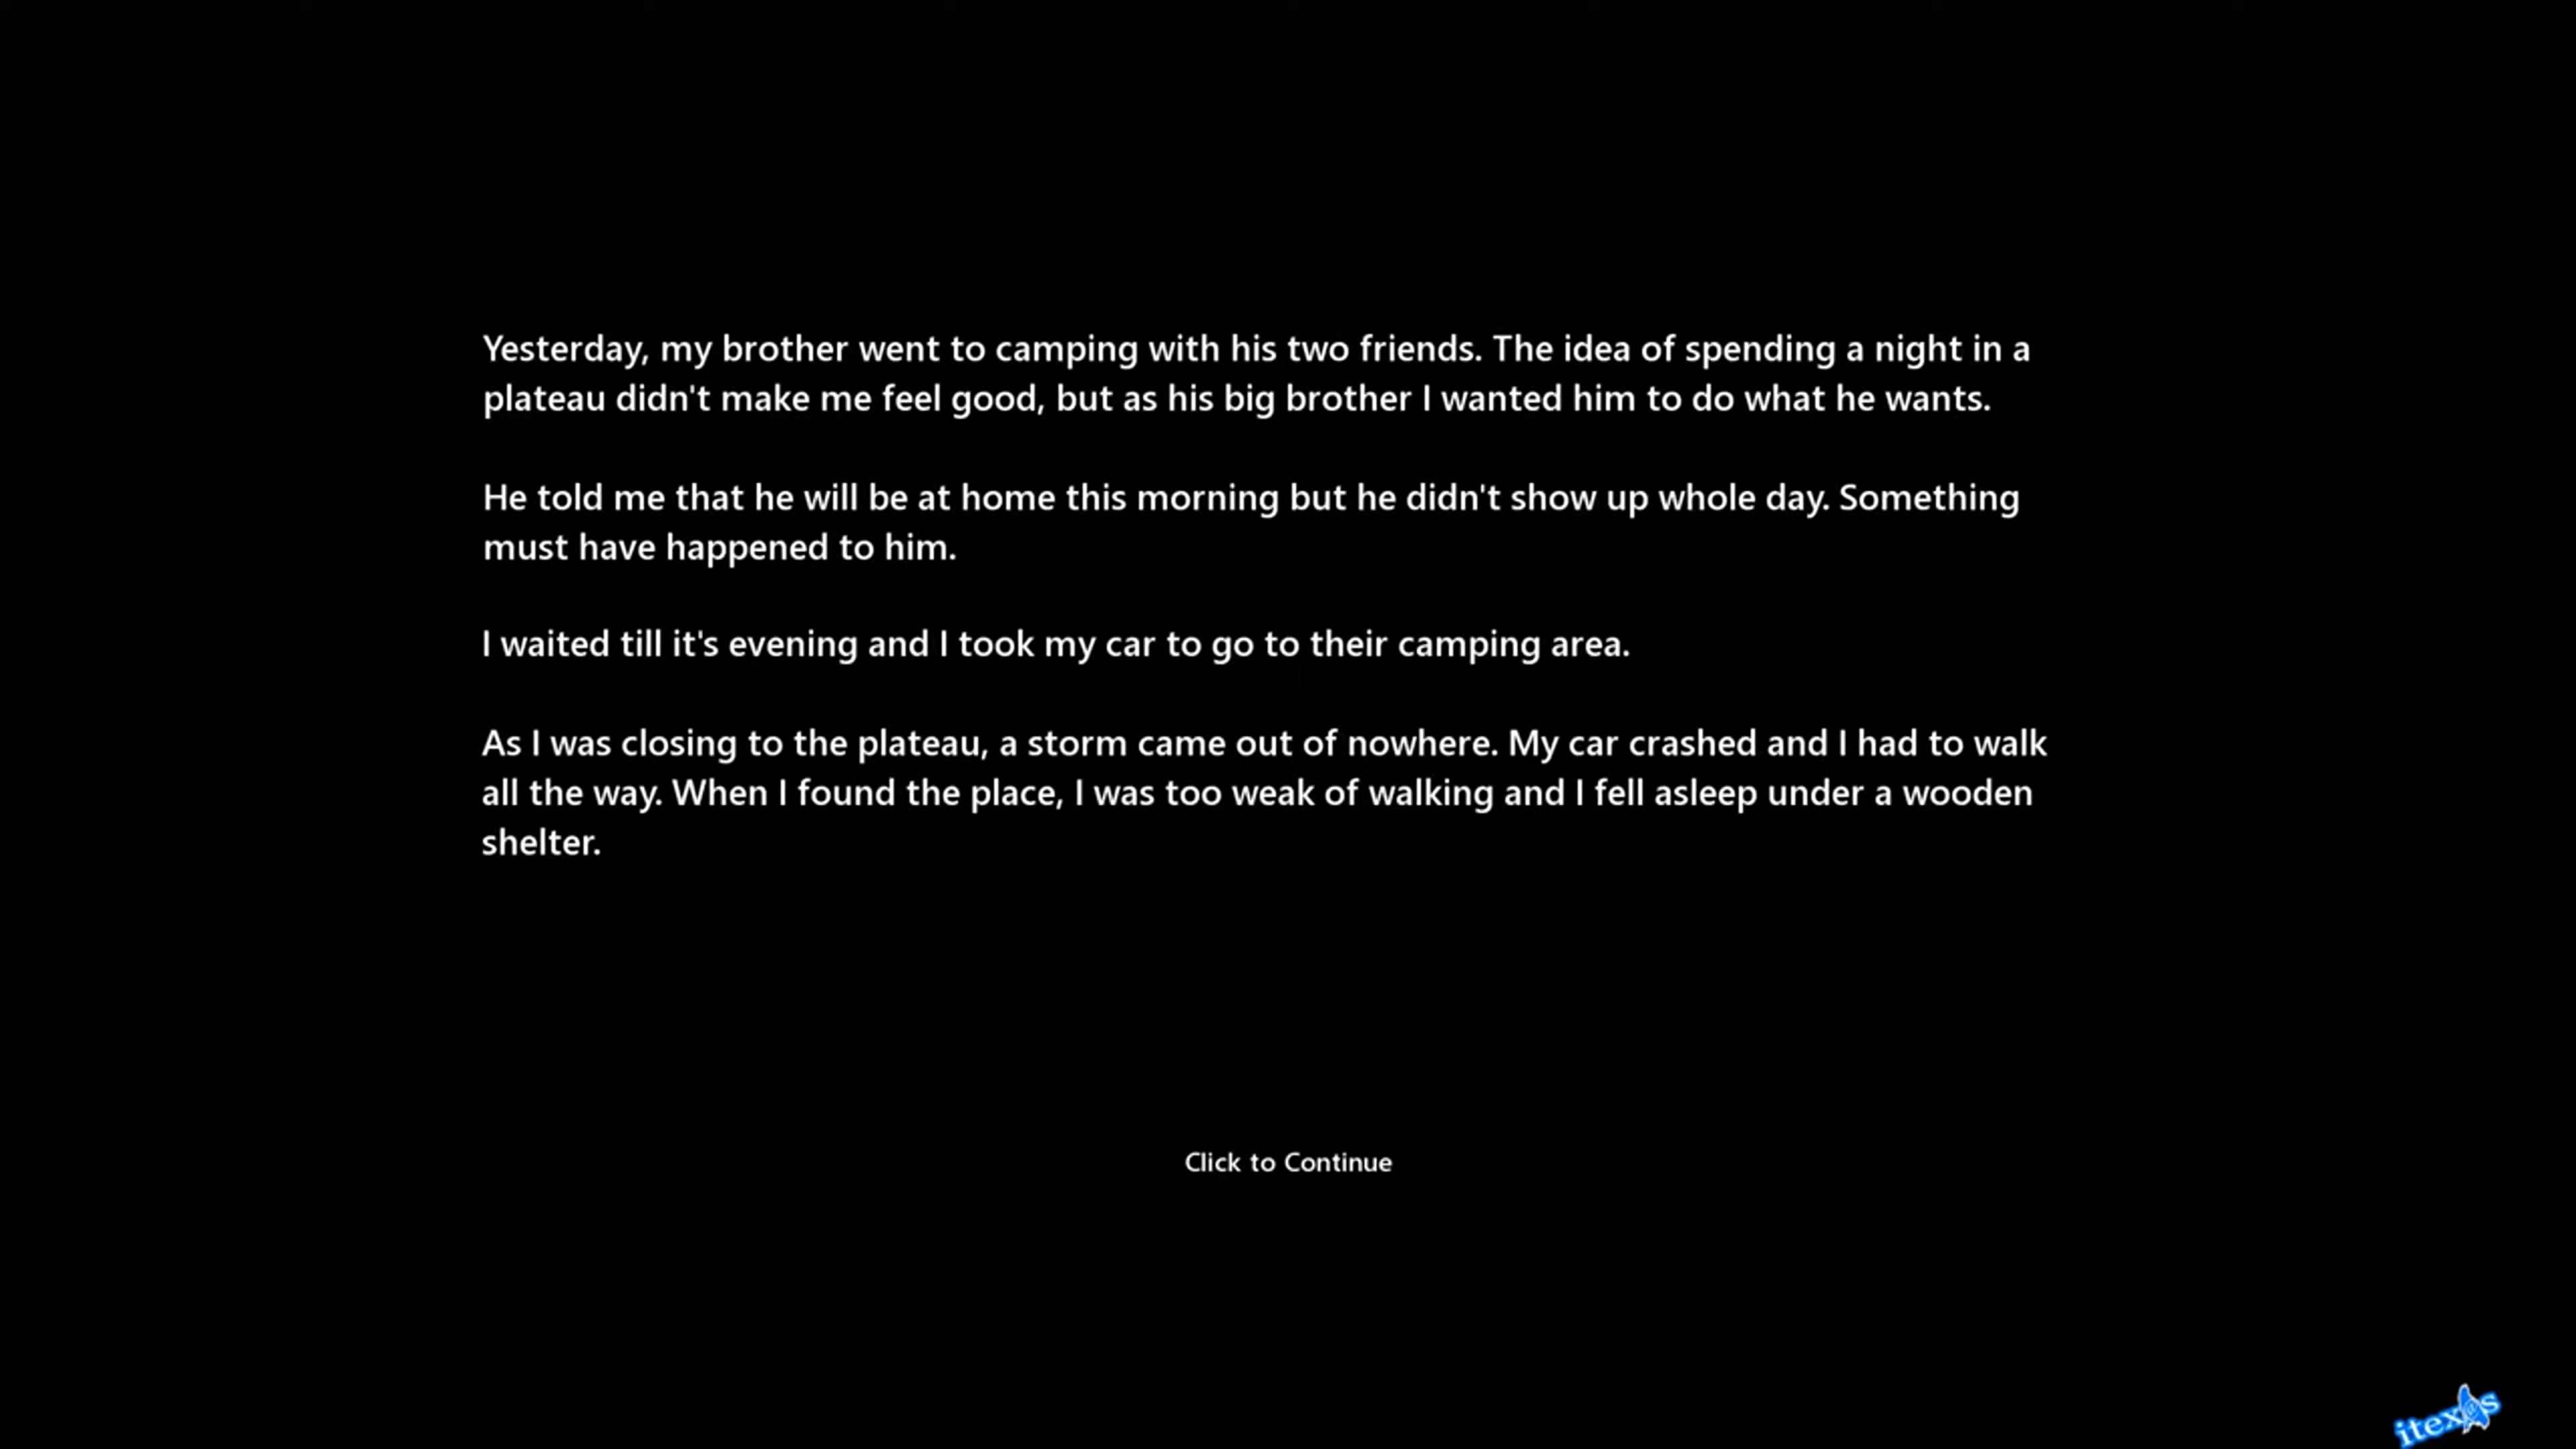 Yesterday, my brother went to camping with his two friends. The idea of spending a night in a
plateau didn't make me feel good, but as his big brother I wanted him to do what he wants.
He told me that he will be at home this morning but he didn't show up whole day. Something
must have happened to him.
I waited till it's evening and I took my car to go to their camping area.
As I was closing to the plateau, a storm came out of nowhere. My car crashed and I had to walk
all the way. When I found the place, I was too weak of walking and I fell asleep under a wooden
shelter.
Click to Continue
itexas